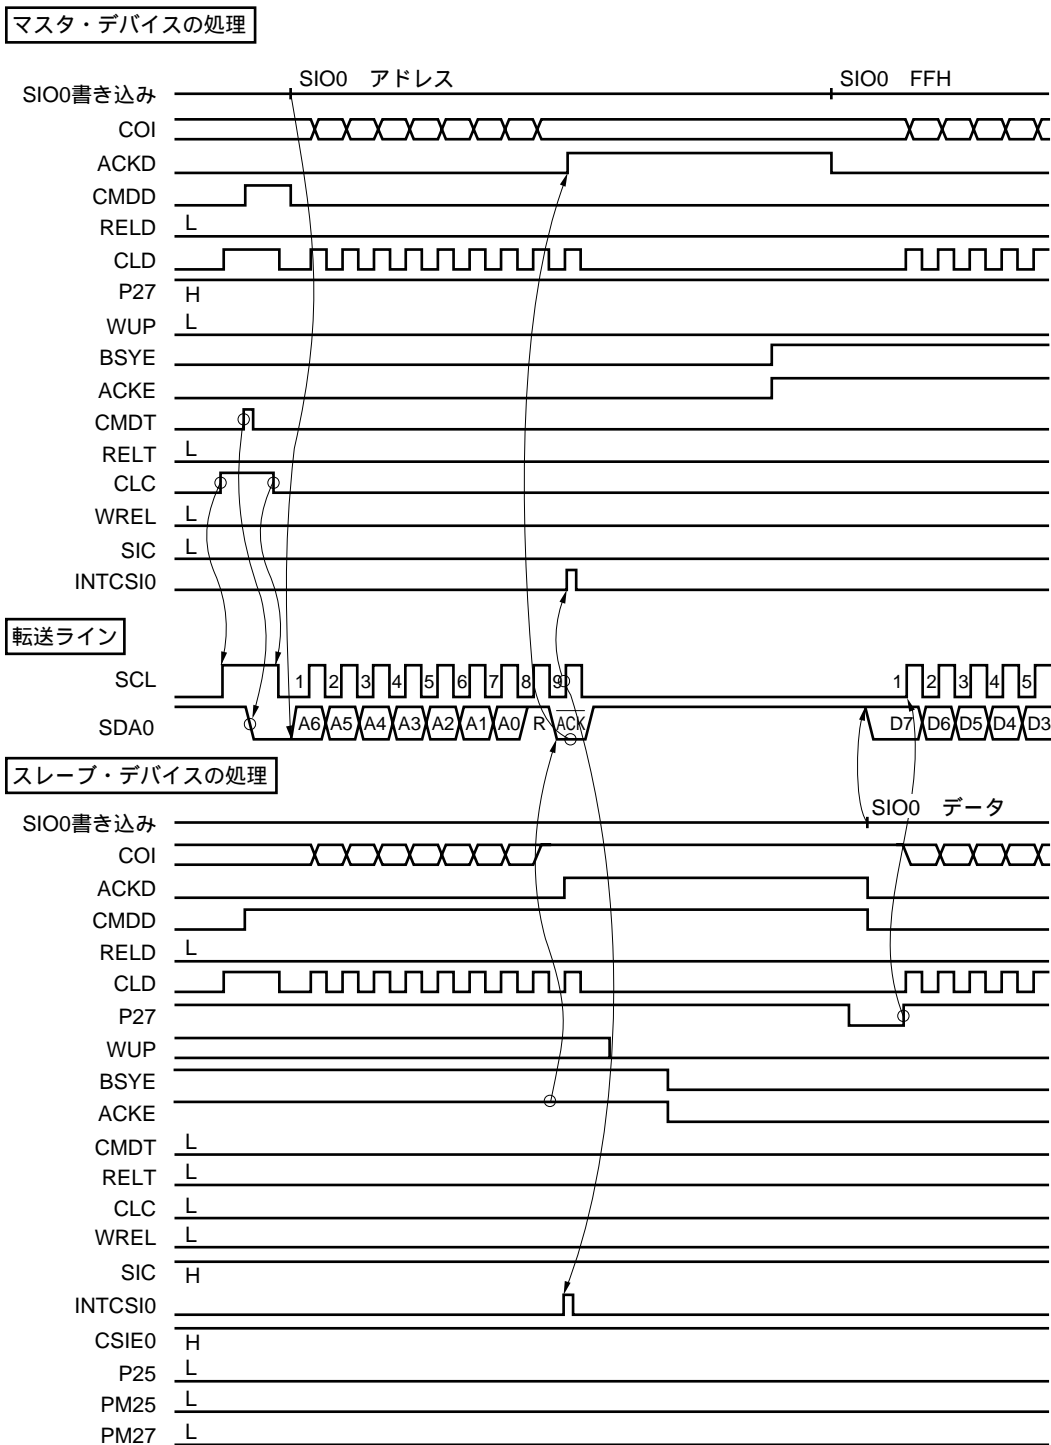 マスタ・デバイスの処理
SIO0 アドレス SIO0 FFH
SIO0書き込み
COI
ACKD
CMDD
RELD L
CLD
P27 H
WUP L
BSYE
ACKE
CMDT
RELT L
CLC
WREL L
SIC L
INTCSI0
転送ライン
SCL 1 2 3 4 5 6 7 8 9 1 2 3 4 5
SDA0 A6 A5 A4 A3 A2 A1 A0 R ACK D7 D6 D5 D4 D3
スレーブ・デバイスの処理
SIO0 データ
SIO0書き込み
COI
ACKD
CMDD
RELD L
CLD
P27
WUP
BSYE
ACKE
CMDT L
RELT L
CLC L
WREL L
SIC H
INTCSI0
CSIE0 H
P25 L
PM25 L
PM27 L